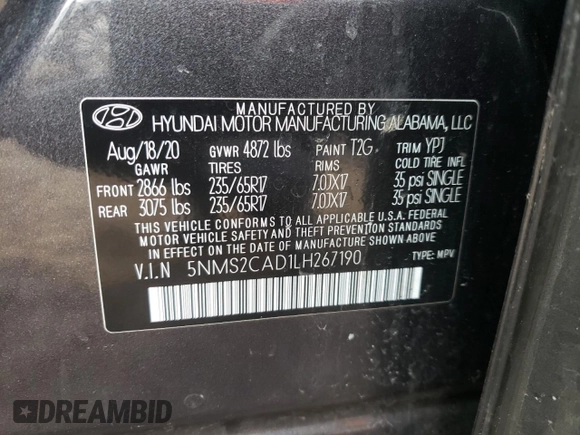 MANUFACTURED BY
HYUNDAI MOTOR MANUFACTURING ALABAMA, LLC
Aug/18/20 GVWR 4872 lbs PAINT T2G TRIM YPJ
GAWR TIRES RIMS COLD TIRE INFL
FRONT 2866 lbs 235/65R17 7.0JX17 35 psi SINGLE
REAR 3075 lbs 235/65R17 7.0JX17 35 psi SINGLE
THIS VEHICLE CONFORMS TO ALL APPLICABLE U.S.A. FEDERAL
MOTOR VEHICLE SAFETY AND THEFT PREVENTION STANDARDS
IN EFFECT ON THE DATE OF MANUFACTURE SHOWN ABOVE.
V.I.N 5NMS2CAD1LH267190 TYPE: MPV
DREAMBID